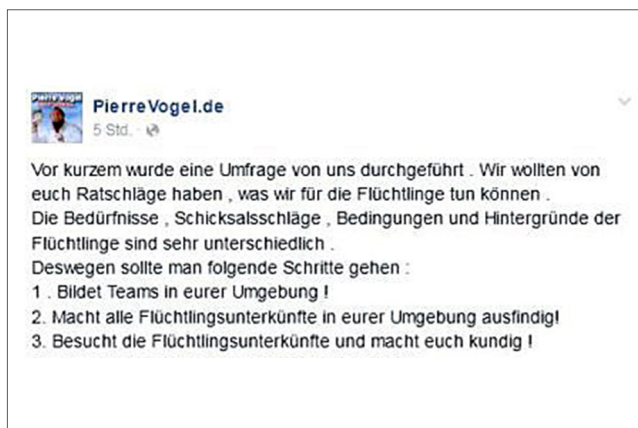 Pierre Vogel
PierreVogel.de
5 Std. ·
Vor kurzem wurde eine Umfrage von uns durchgeführt . Wir wollten von
euch Ratschläge haben , was wir für die Flüchtlinge tun können .
Die Bedürfnisse , Schicksalsschläge , Bedingungen und Hintergründe der
Flüchtlinge sind sehr unterschiedlich .
Deswegen sollte man folgende Schritte gehen :
1 . Bildet Teams in eurer Umgebung !
2. Macht alle Flüchtlingsunterkünfte in eurer Umgebung ausfindig!
3. Besucht die Flüchtlingsunterkünfte und macht euch kundig !